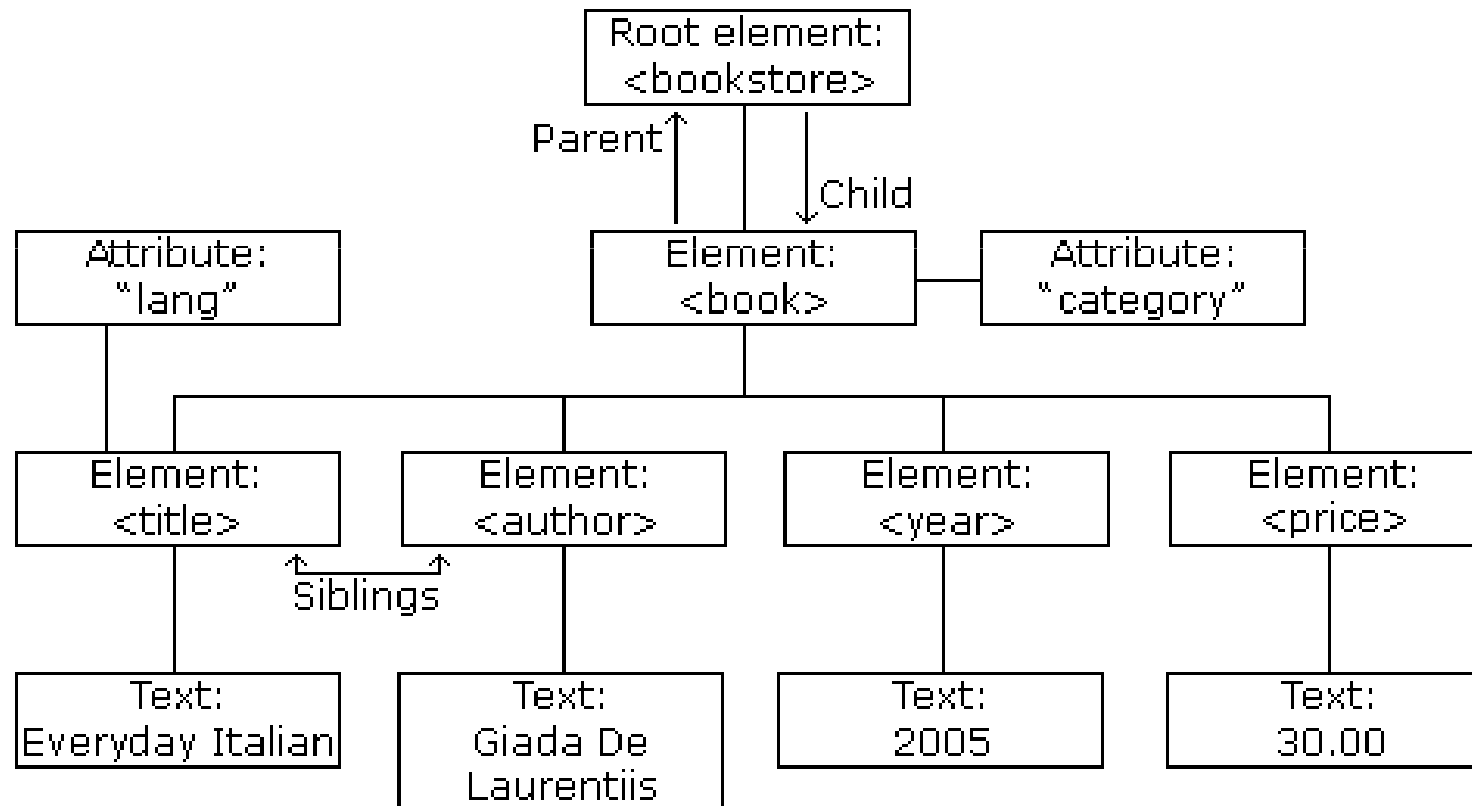 Root element:
<bookstore>
Parent
Child
Attribute:
“lang”
Element:
<book>
Attribute:
“category”
Element:
<title>
Element:
<author>
Element:
<year>
Element:
<price>
Siblings
Text:
Everyday Italian
Text:
Giada De
Laurentiis
Text:
2005
Text:
30.00